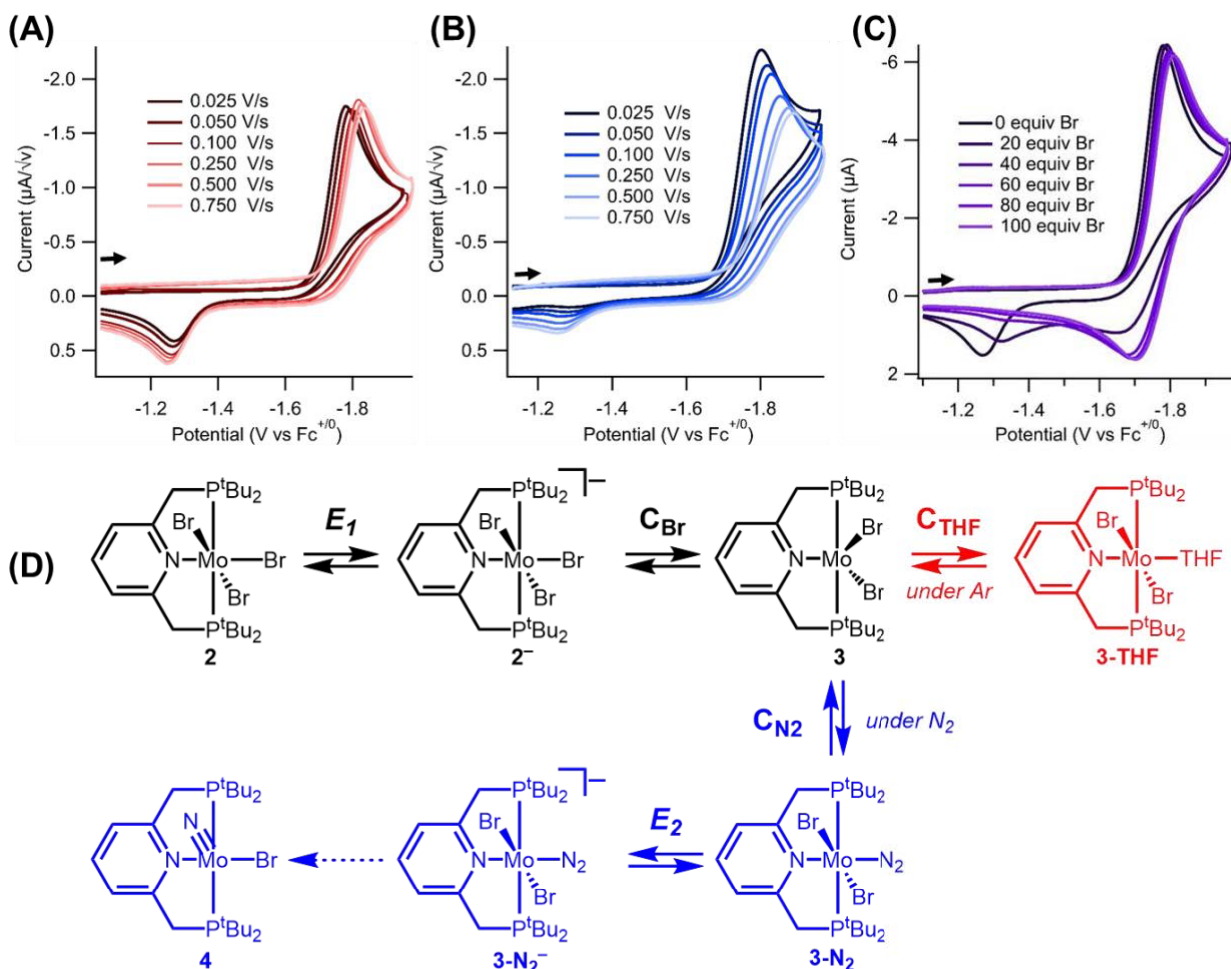 (A)
-2.0
-1.5
-1.0
-0.5
0.0
0.5
Current (μA/√v)
0.025 V/s
0.050 V/s
0.100 V/s
0.250 V/s
0.500 V/s
0.750 V/s
-1.2 -1.4 -1.6 -1.8
Potential (V vs Fc+/0)
(B)
-2.0
-1.5
-1.0
-0.5
0.0
0.5
Current (μA/√v)
0.025 V/s
0.050 V/s
0.100 V/s
0.250 V/s
0.500 V/s
0.750 V/s
-1.2 -1.4 -1.6 -1.8
Potential (V vs Fc+/0)
(C)
-6
-4
-2
0
2
Current (μA)
0 equiv Br
20 equiv Br
40 equiv Br
60 equiv Br
80 equiv Br
100 equiv Br
-1.2 -1.4 -1.6 -1.8
Potential (V vs Fc+/0)
(D)
PtBu2
Br
N Mo Br
Br
PtBu2
2
E1
PtBu2 –
Br
N Mo Br
Br
PtBu2
2–
CBr
PtBu2
Br
N Mo
Br
PtBu2
3
CTHF
under Ar
PtBu2
Br
N Mo THF
Br
PtBu2
3-THF
CN2
under N2
PtBu2
N
N Mo Br
PtBu2
4
PtBu2 –
Br
N Mo N2
Br
PtBu2
3-N2–
E2
PtBu2
Br
N Mo N2
Br
PtBu2
3-N2